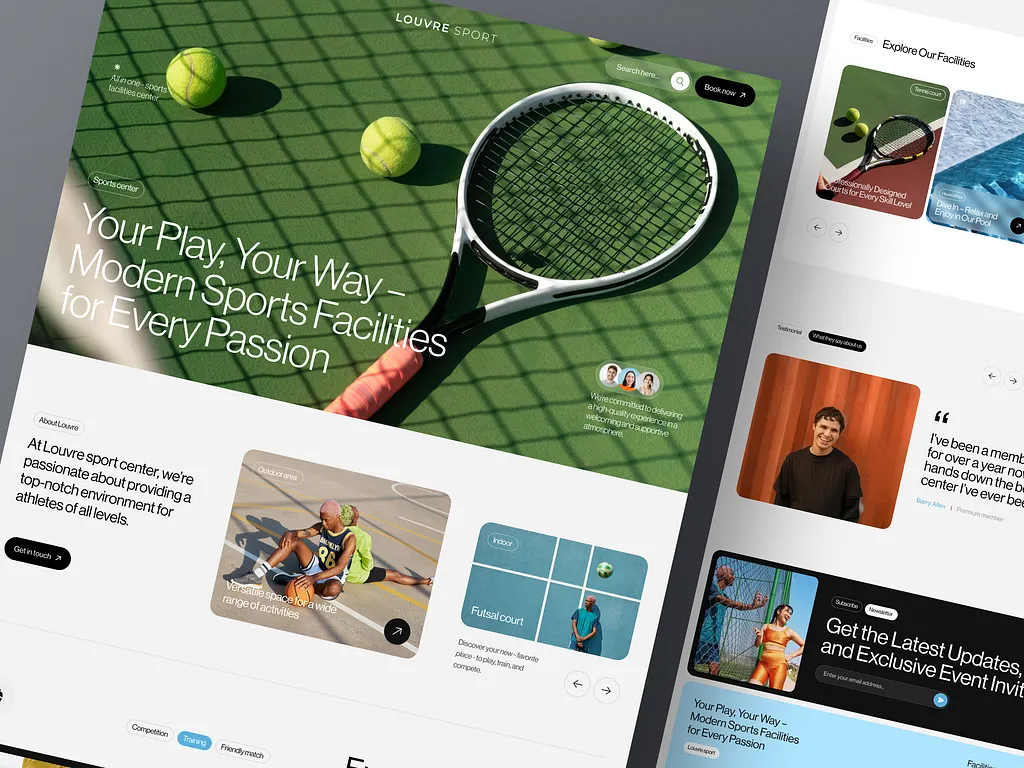 LOUVRE SPORT
All in one - sports
facilities center
Search here...
Book now
Sports center
Your Play, Your Way –
Modern Sports Facilities
for Every Passion
We're committed to delivering
a high-quality experience in a
welcoming and supportive
atmosphere.
About Louvre
At Louvre sport center, we're
passionate about providing a
top-notch environment for
athletes of all levels.
Get in touch
Outdoor area
BROOKLYN
Versatile space for a wide
range of activities
Indoor
Futsal court
Discover your new - favorite
place - to play, train, and
compete.
Competition
Training
Friendly match
Facilities
Explore Our Facilities
Tennis court
Professionally Designed
Courts for Every Skill Level
Dive In – Relax and
Enjoy in Our Pool
Testimonial
What they say about us
“
I've been a memb
for over a year now
hands down the be
center I've ever bee
Barry Allen | Premium member
Subscribe
Newsletter
Get the Latest Updates,
and Exclusive Event Invit
Enter your email address...
Your Play, Your Way –
Modern Sports Facilities
for Every Passion
Louvre sport
Facilitie